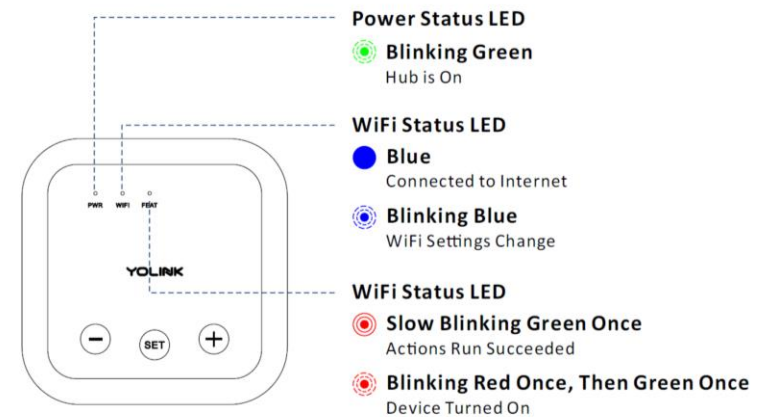 Power Status LED
Blinking Green
Hub is On
WiFi Status LED
Blue
Connected to Internet
Blinking Blue
WiFi Settings Change
WiFi Status LED
Slow Blinking Green Once
Actions Run Succeeded
Blinking Red Once, Then Green Once
Device Turned On
PWR WIFI FEAT
YOLINK
SET